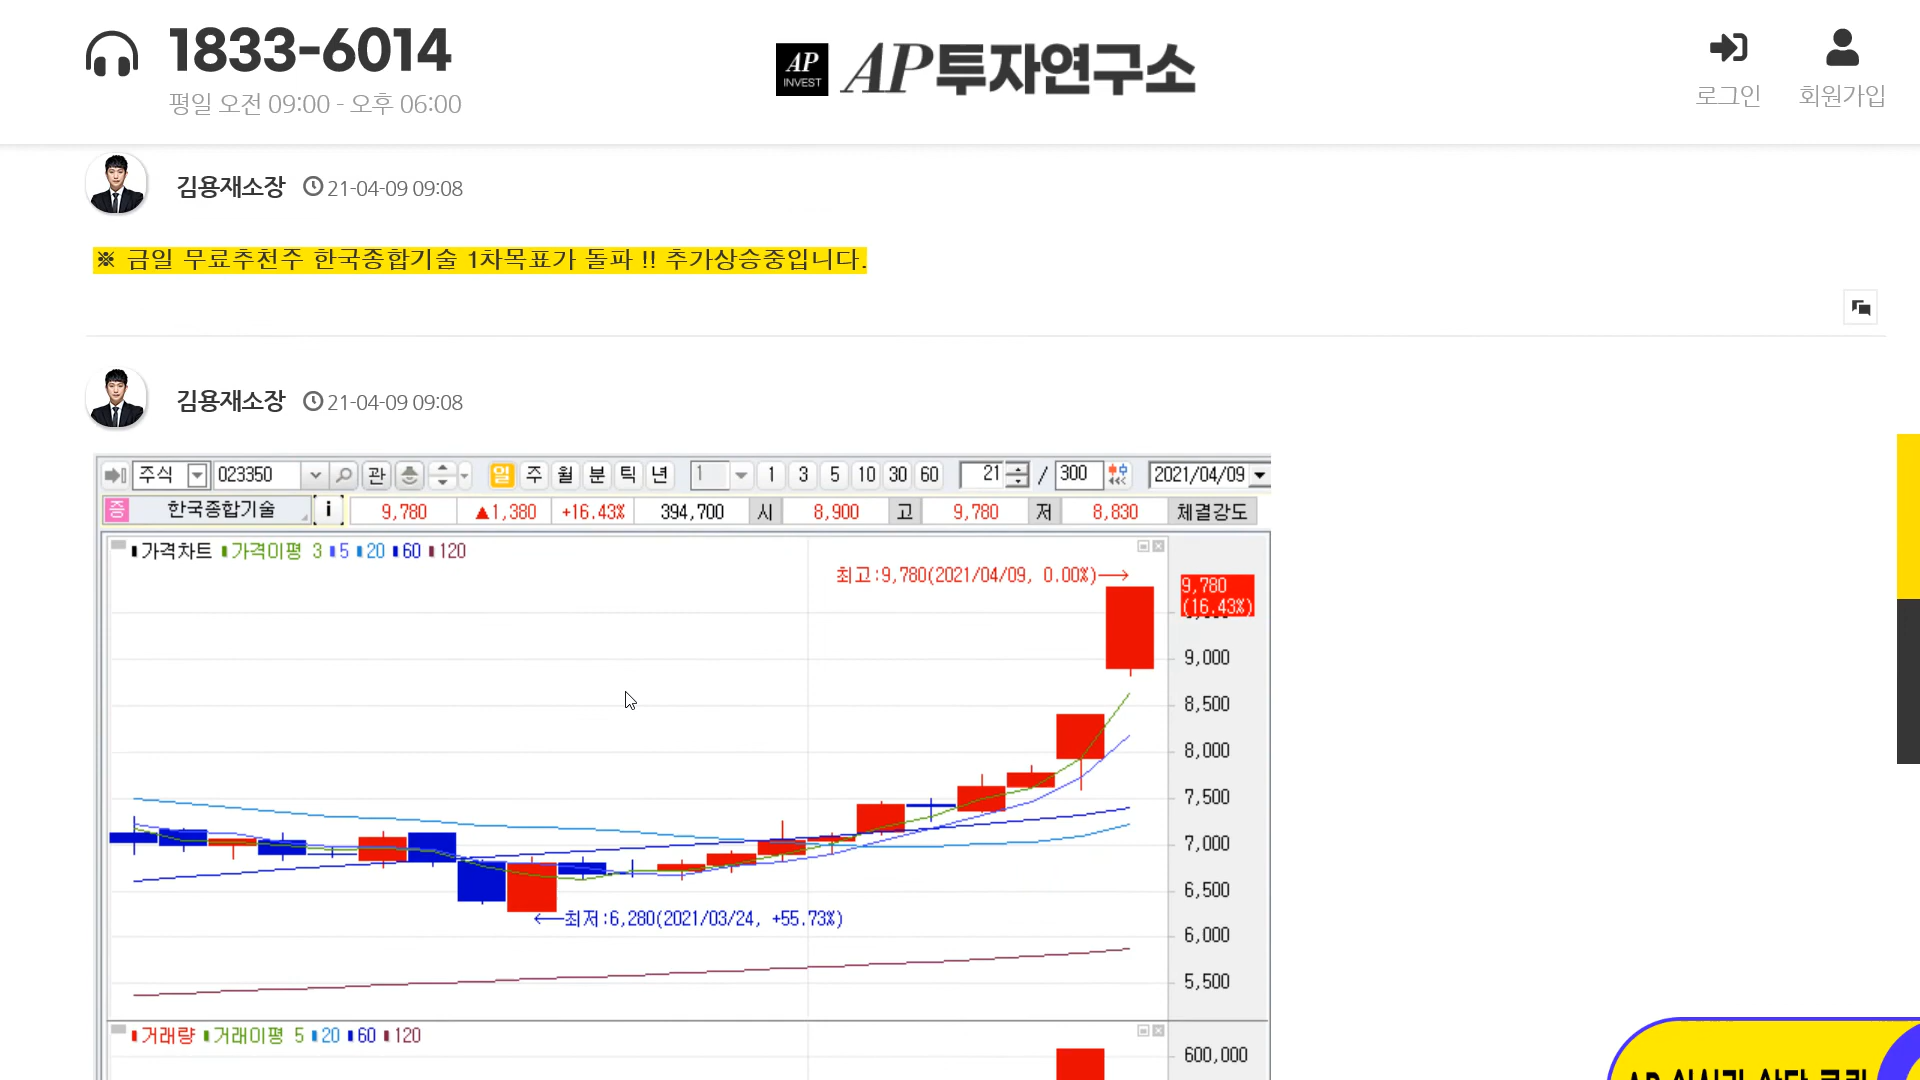 1833-6014
평일 오전 09:00 - 오후 06:00
AP
INVEST
AP투자연구소
로그인
회원가입
김용재소장 21-04-09 09:08
※ 금일 무료추천주 한국종합기술 1차목표가 돌파 !! 추가상승중입니다.
김용재소장 21-04-09 09:08
주식 023350 관 일 주 월 분 틱 년 1 1 3 5 10 30 60 21 / 300 2021/04/09
증 한국종합기술 i 9,780 ▲1,380 +16.43% 394,700 시 8,900 고 9,780 저 8,830 체결강도
가격차트 가격이평 3 5 20 60 120
최고:9,780(2021/04/09, 0.00%)
9,780
(16.43%)
9,000
8,500
8,000
7,500
7,000
6,500
최저:6,280(2021/03/24, +55.73%)
6,000
5,500
거래량 거래이평 5 20 60 120
600,000